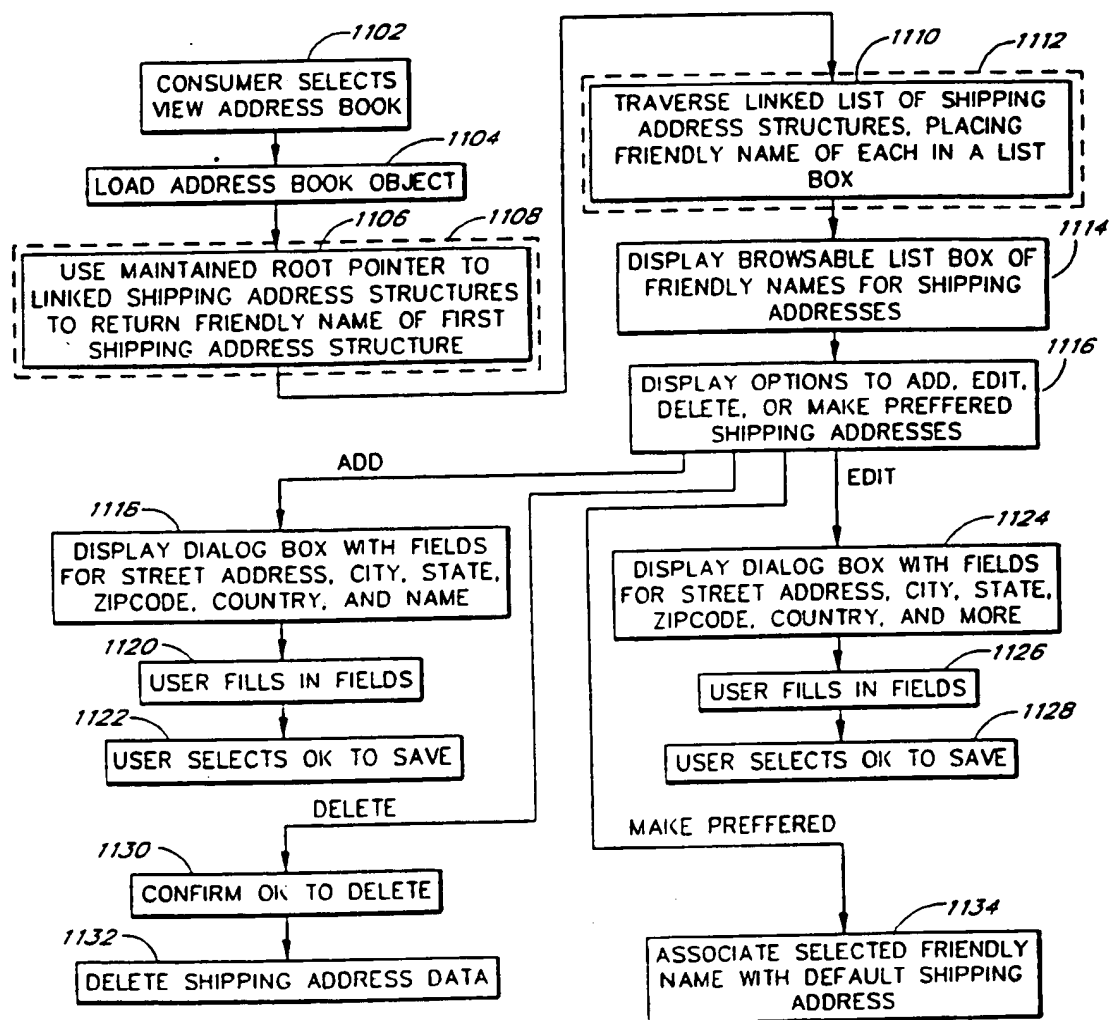 1102
CONSUMER SELECTS
VIEW ADDRESS BOOK
1104
LOAD ADDRESS BOOK OBJECT
1106
1108
USE MAINTAINED ROOT POINTER TO
LINKED SHIPPING ADDRESS STRUCTURES
TO RETURN FRIENDLY NAME OF FIRST
SHIPPING ADDRESS STRUCTURE
1110
1112
TRAVERSE LINKED LIST OF SHIPPING
ADDRESS STRUCTURES, PLACING
FRIENDLY NAME OF EACH IN A LIST
BOX
1114
DISPLAY BROWSABLE LIST BOX OF
FRIENDLY NAMES FOR SHIPPING
ADDRESSES
1116
DISPLAY OPTIONS TO ADD, EDIT,
DELETE, OR MAKE PREFFERED
SHIPPING ADDRESSES
ADD
EDIT
1118
DISPLAY DIALOG BOX WITH FIELDS
FOR STREET ADDRESS, CITY, STATE,
ZIPCODE, COUNTRY, AND NAME
1120
USER FILLS IN FIELDS
1122
USER SELECTS OK TO SAVE
1124
DISPLAY DIALOG BOX WITH FIELDS
FOR STREET ADDRESS, CITY, STATE,
ZIPCODE, COUNTRY, AND MORE
1126
USER FILLS IN FIELDS
1128
USER SELECTS OK TO SAVE
DELETE
1130
CONFIRM OK TO DELETE
1132
DELETE SHIPPING ADDRESS DATA
MAKE PREFFERED
1134
ASSOCIATE SELECTED FRIENDLY
NAME WITH DEFAULT SHIPPING
ADDRESS